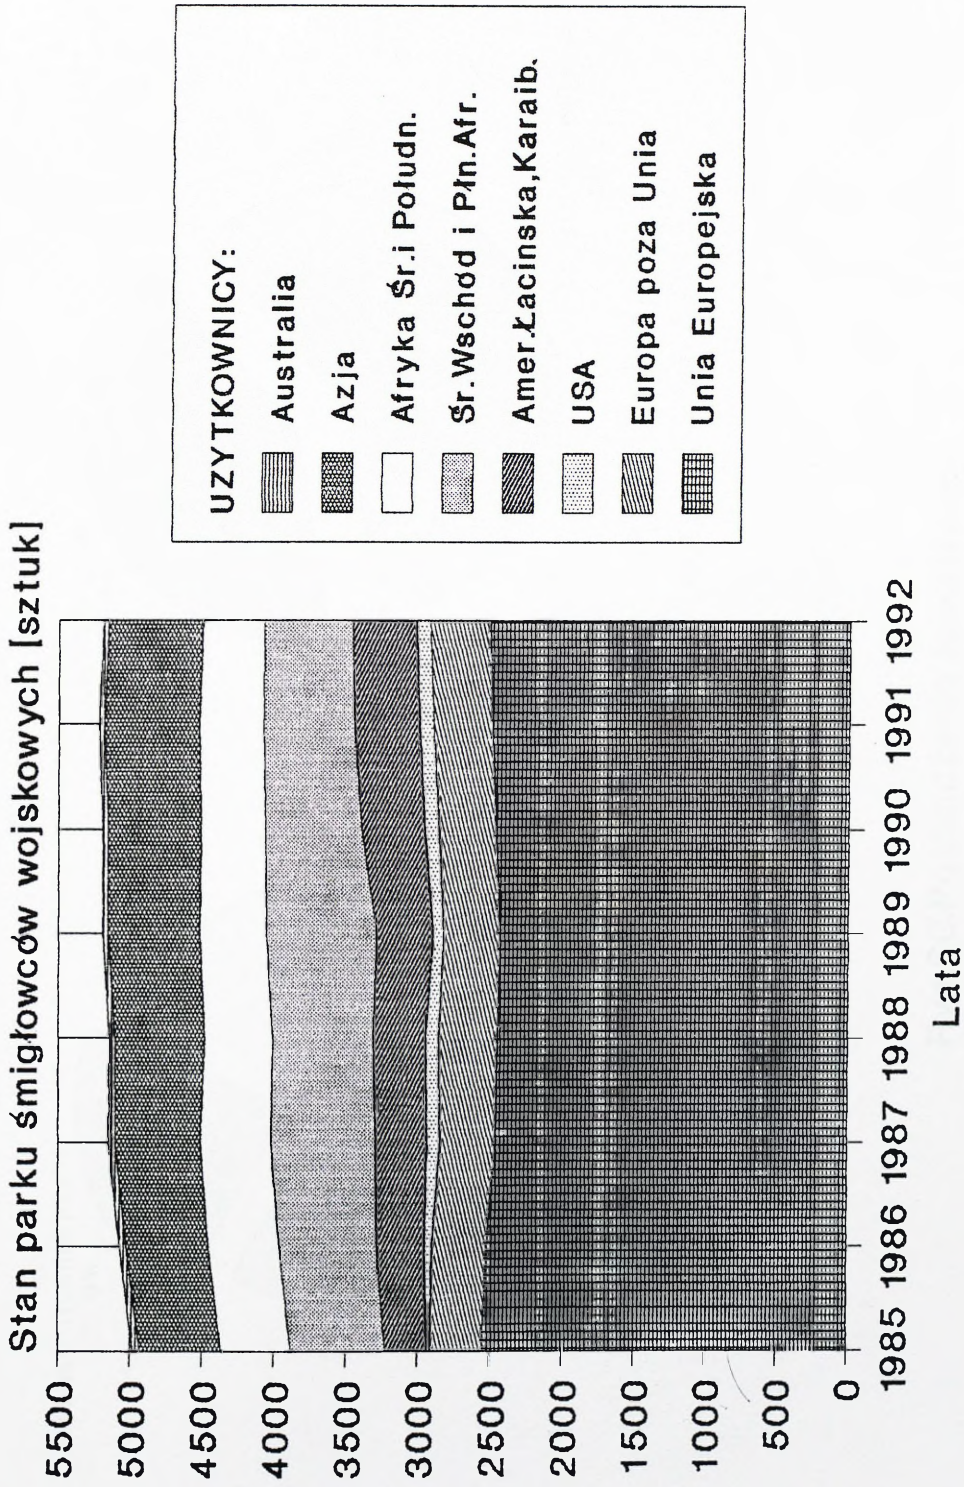 Stan parku śmigłowców wojskowych [sztuk]
5500
5000
4500
4000
3500
3000
2500
2000
1500
1000
500
0
1985 1986 1987 1988 1989 1990 1991 1992
Lata
UZYTKOWNICY:
Australia
Azja
Afryka Śr.i Połudn.
Śr.Wschód i Płn.Afr.
Amer.Łacinska,Karaib.
USA
Europa poza Unia
Unia Europejska